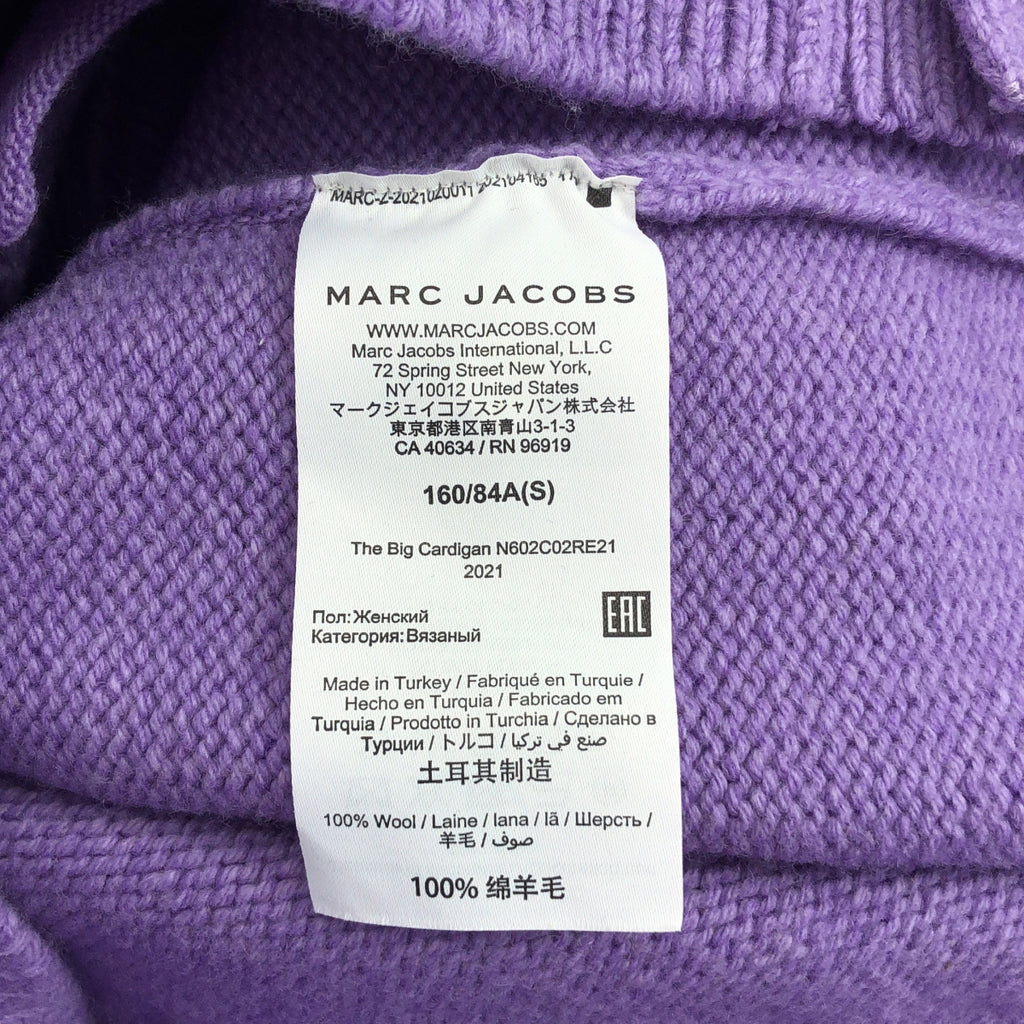 MARC-Z-2021020011 202104165
MARC JACOBS
WWW.MARCJACOBS.COM
Marc Jacobs International, L.L.C
72 Spring Street New York,
NY 10012 United States
マークジェイコブスジャパン株式会社
東京都港区南青山3-1-3
CA 40634 / RN 96919
160/84A(S)
The Big Cardigan N602C02RE21
2021
Пол: Женский
Категория: Вязаный
EAC
Made in Turkey / Fabriqué en Turquie /
Hecho en Turquia / Fabricado em
Turquia / Prodotto in Turchia / Сделано в
Турции / トルコ / صنع في تركيا
土耳其制造
100% Wool / Laine / lana / lã / Шерсть /
羊毛 / صوف
100% 绵羊毛